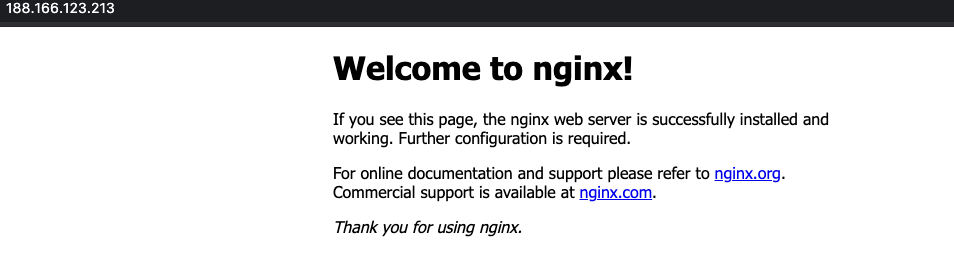 188.166.123.213
Welcome to nginx!
If you see this page, the nginx web server is successfully installed and
working. Further configuration is required.
For online documentation and support please refer to nginx.org.
Commercial support is available at nginx.com.
Thank you for using nginx.